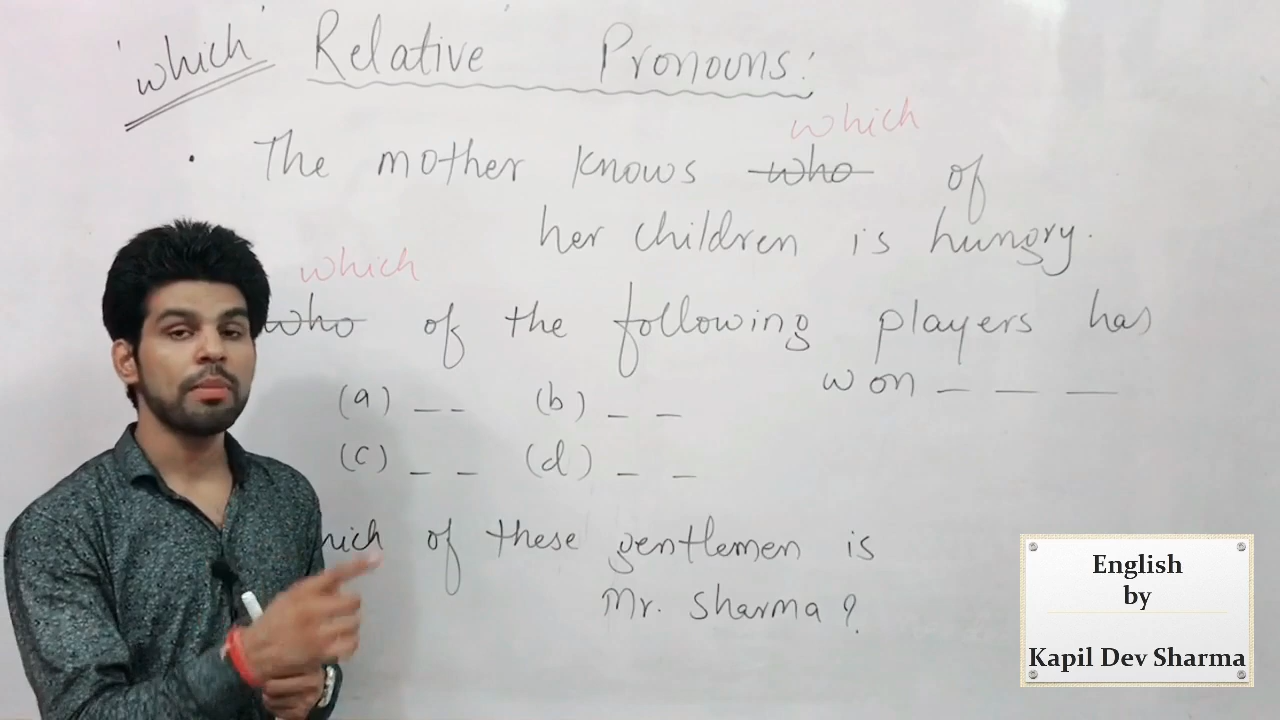 'which' Relative Pronouns:
which
The mother knows who of
her children is hungry.
which
who of the following players has
won _ _ _
(a) _ _ (b) _ _
(c) _ _ (d) _ _
hich of these gentlemen is
Mr. Sharma?
English
by
Kapil Dev Sharma